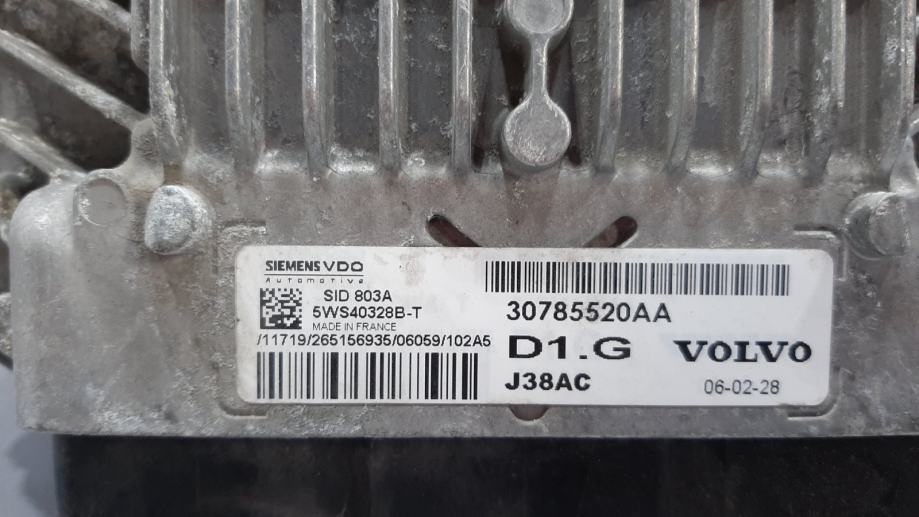 SIEMENS VDO
Automotive
SID 803A
5WS40328B-T
MADE IN FRANCE
/11719/265156935/06059/102A5
30785520AA
D1.G
VOLVO
J38AC
06-02-28